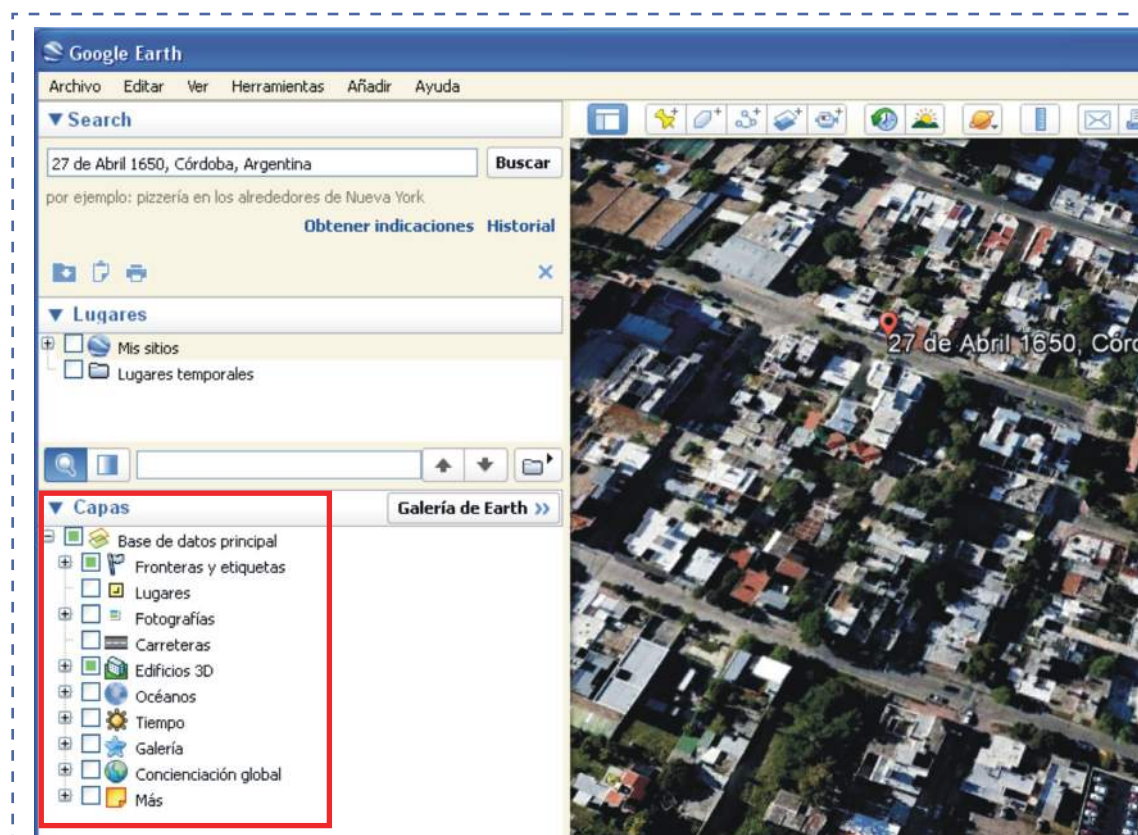 Google Earth
Archivo Editar Ver Herramientas Añadir Ayuda
Search
27 de Abril 1650, Córdoba, Argentina Buscar
por ejemplo: pizzería en los alrededores de Nueva York
Obtener indicaciones Historial
Lugares
Mis sitios
Lugares temporales
Capas Galería de Earth >>
Base de datos principal
Fronteras y etiquetas
Lugares
Fotografías
Carreteras
Edificios 3D
Océanos
Tiempo
Galería
Concienciación global
Más
27 de Abril 1650, Córd